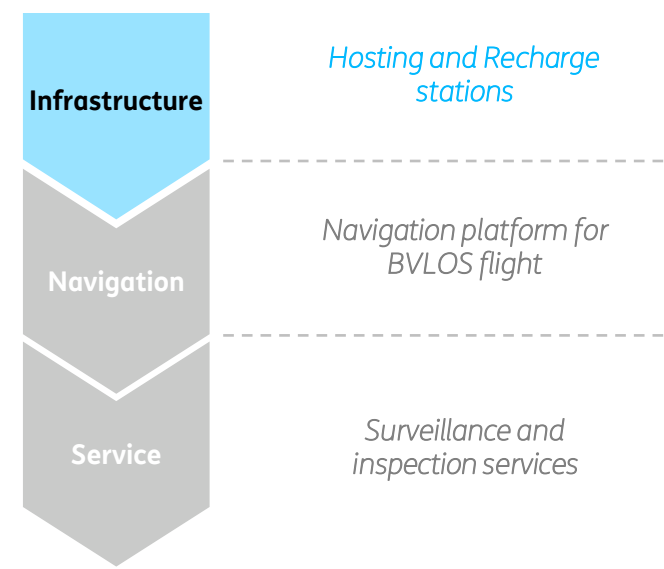 Infrastructure
Hosting and Recharge
stations
Navigation
Navigation platform for
BVLOS flight
Service
Surveillance and
inspection services